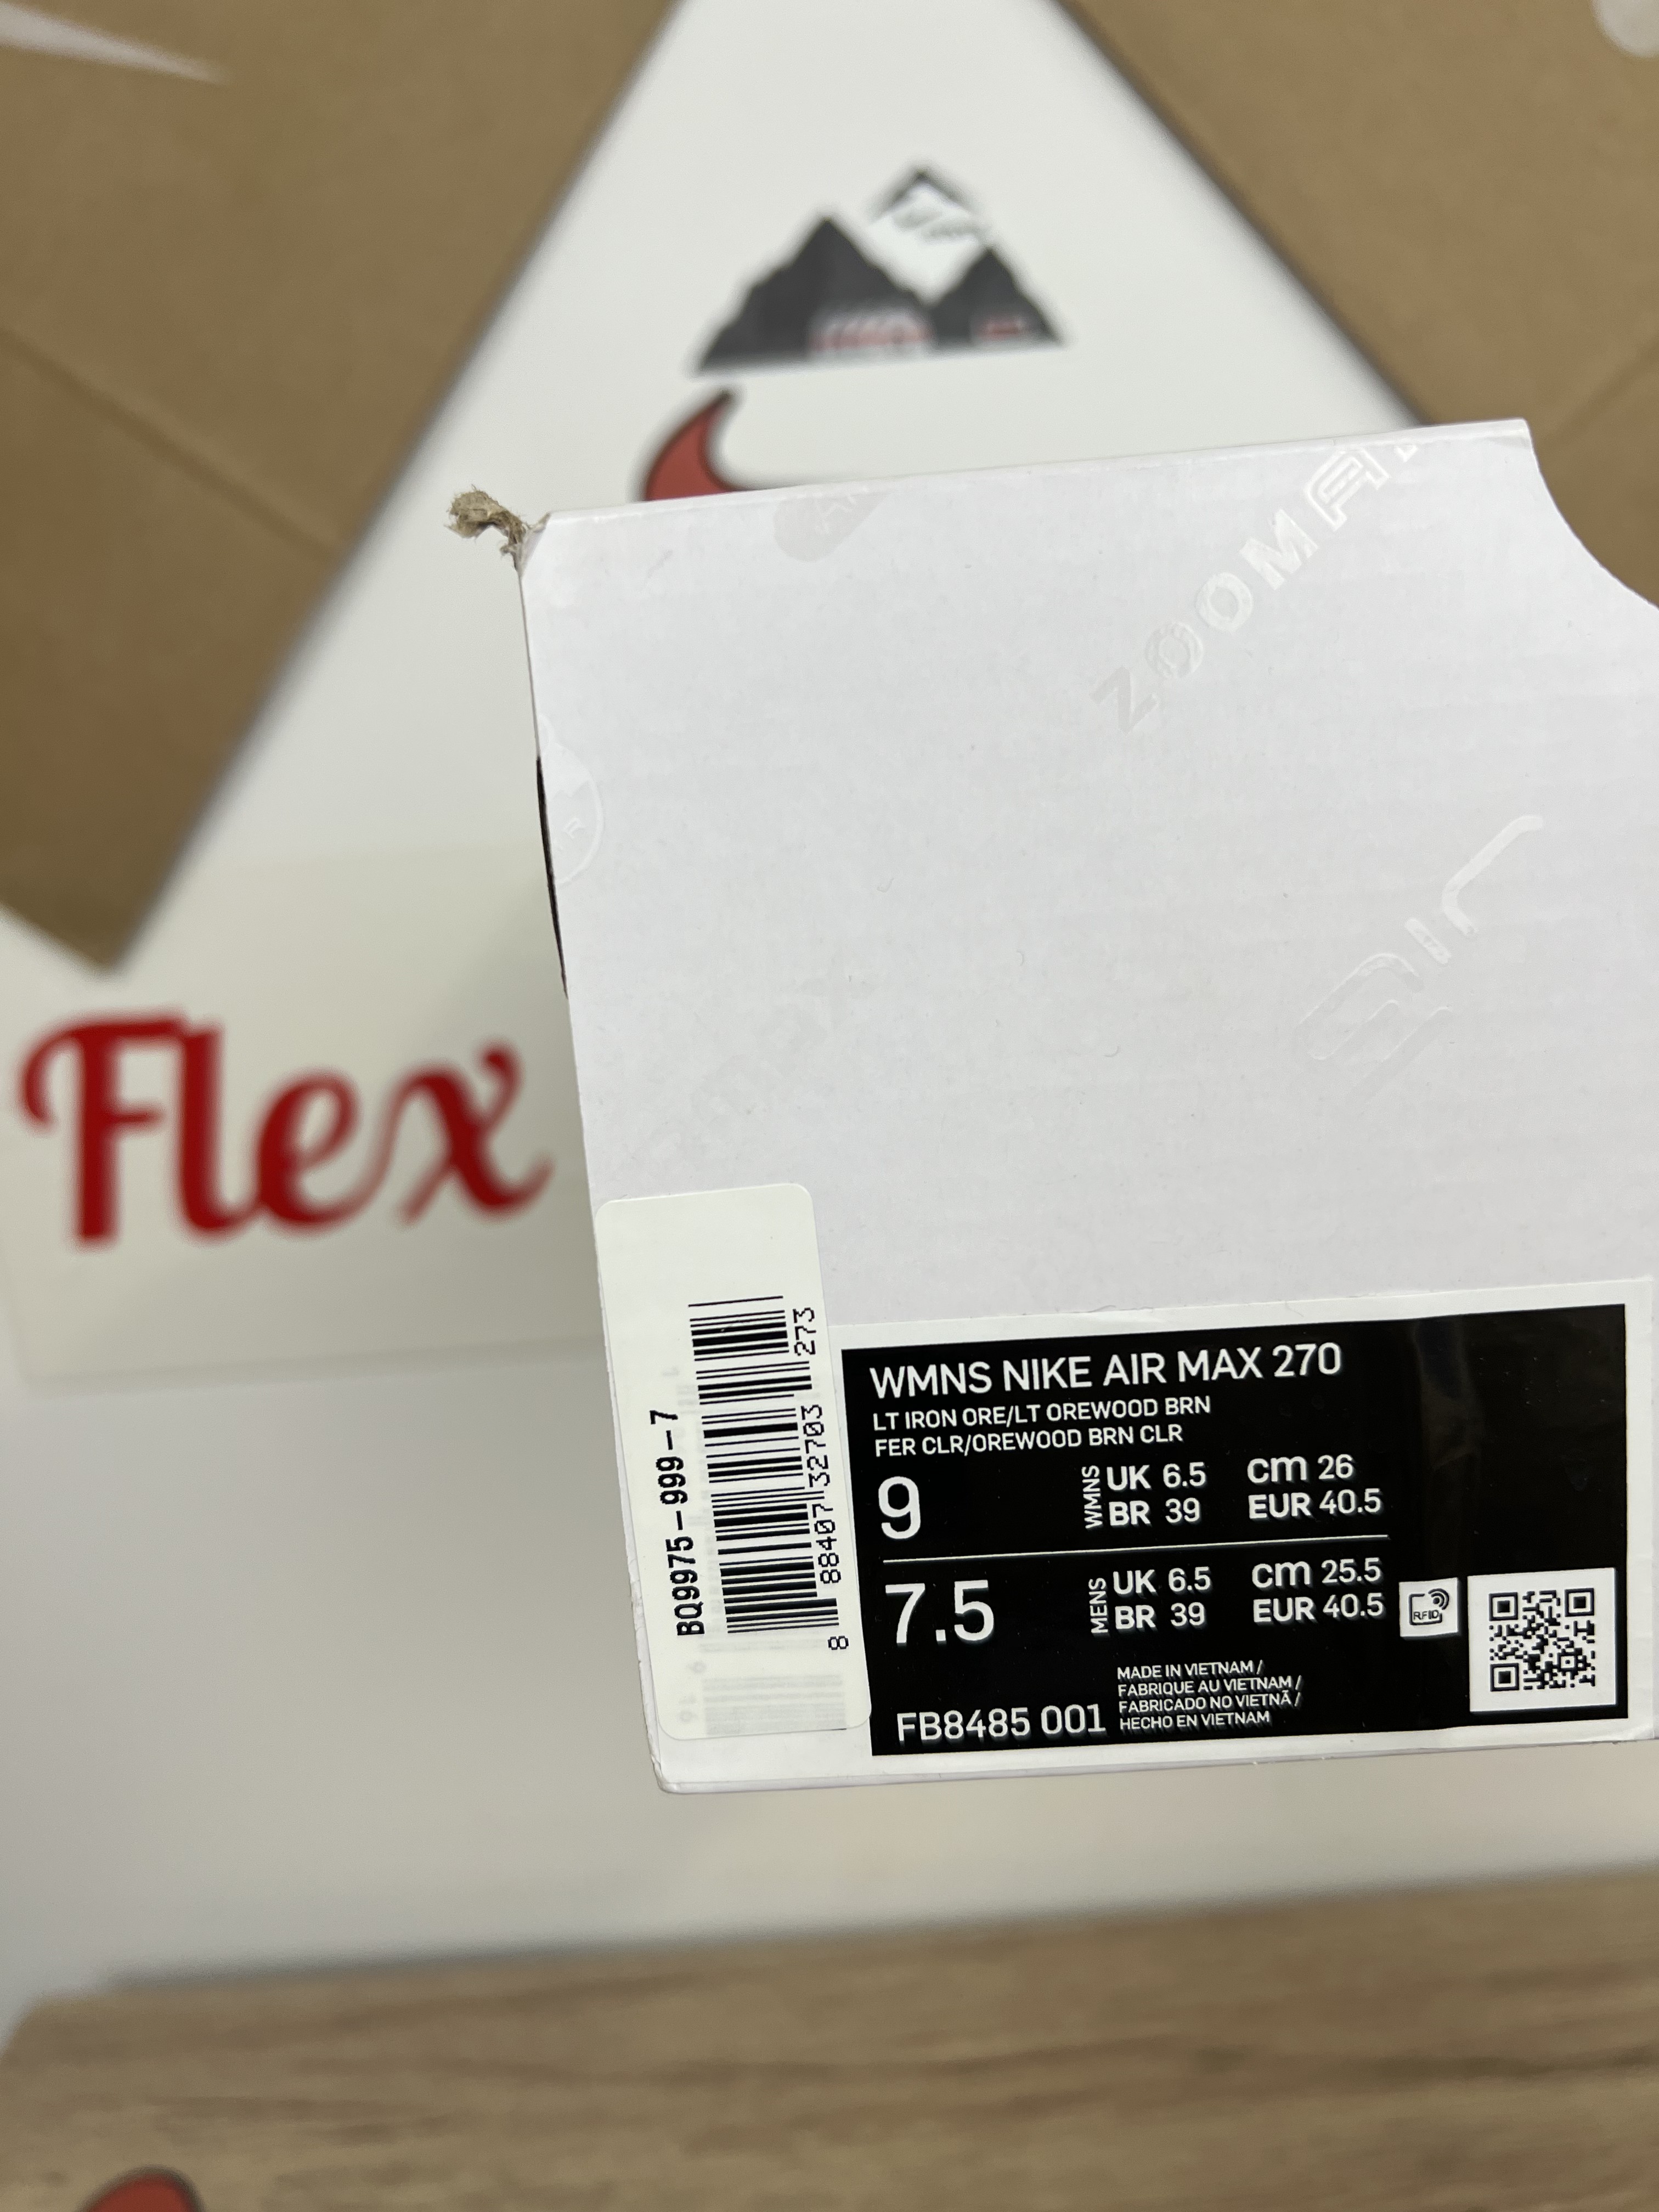 ZOOM AI
air
Flex
BQ9975-999-7
8 88407 32703 273
WMNS NIKE AIR MAX 270
LT IRON ORE/LT OREWOOD BRN
FER CLR/OREWOOD BRN CLR
9 WMNS UK 6.5 cm 26
BR 39 EUR 40.5
7.5 MENS UK 6.5 cm 25.5
BR 39 EUR 40.5
RFID
MADE IN VIETNAM /
FABRIQUE AU VIETNAM /
FABRICADO NO VIETNÃ /
FB8485 001 HECHO EN VIETNAM